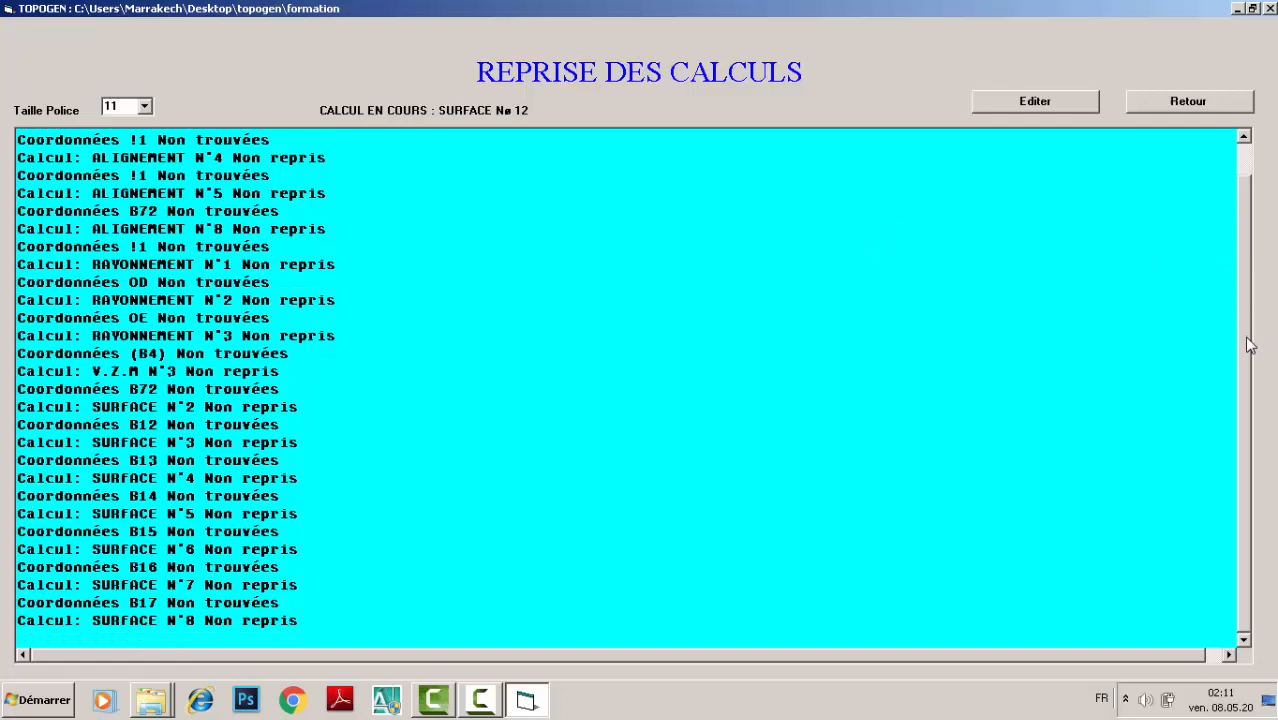 TOPOGEN : C:\Users\Marrakech\Desktop\topogen\formation
REPRISE DES CALCULS
Taille Police
11
CALCUL EN COURS : SURFACE Nø 12
Editer
Retour
Coordonnées !1 Non trouvées
Calcul: ALIGNEMENT N°4 Non repris
Coordonnées !1 Non trouvées
Calcul: ALIGNEMENT N°5 Non repris
Coordonnées B72 Non trouvées
Calcul: ALIGNEMENT N°8 Non repris
Coordonnées !1 Non trouvées
Calcul: RAYONNEMENT N°1 Non repris
Coordonnées OD Non trouvées
Calcul: RAYONNEMENT N°2 Non repris
Coordonnées OE Non trouvées
Calcul: RAYONNEMENT N°3 Non repris
Coordonnées (B4) Non trouvées
Calcul: V.Z.M N°3 Non repris
Coordonnées B72 Non trouvées
Calcul: SURFACE N°2 Non repris
Coordonnées B12 Non trouvées
Calcul: SURFACE N°3 Non repris
Coordonnées B13 Non trouvées
Calcul: SURFACE N°4 Non repris
Coordonnées B14 Non trouvées
Calcul: SURFACE N°5 Non repris
Coordonnées B15 Non trouvées
Calcul: SURFACE N°6 Non repris
Coordonnées B16 Non trouvées
Calcul: SURFACE N°7 Non repris
Coordonnées B17 Non trouvées
Calcul: SURFACE N°8 Non repris
Démarrer
Ps
FR
02:11
ven. 08.05.20